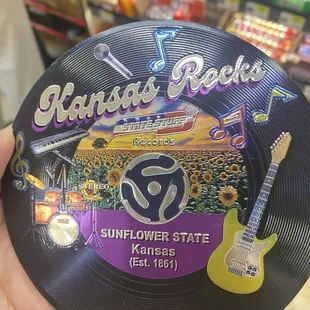 Kansas Rocks
STATE STUFF
Records
STEREO
SUNFLOWER STATE
Kansas
(Est. 1861)